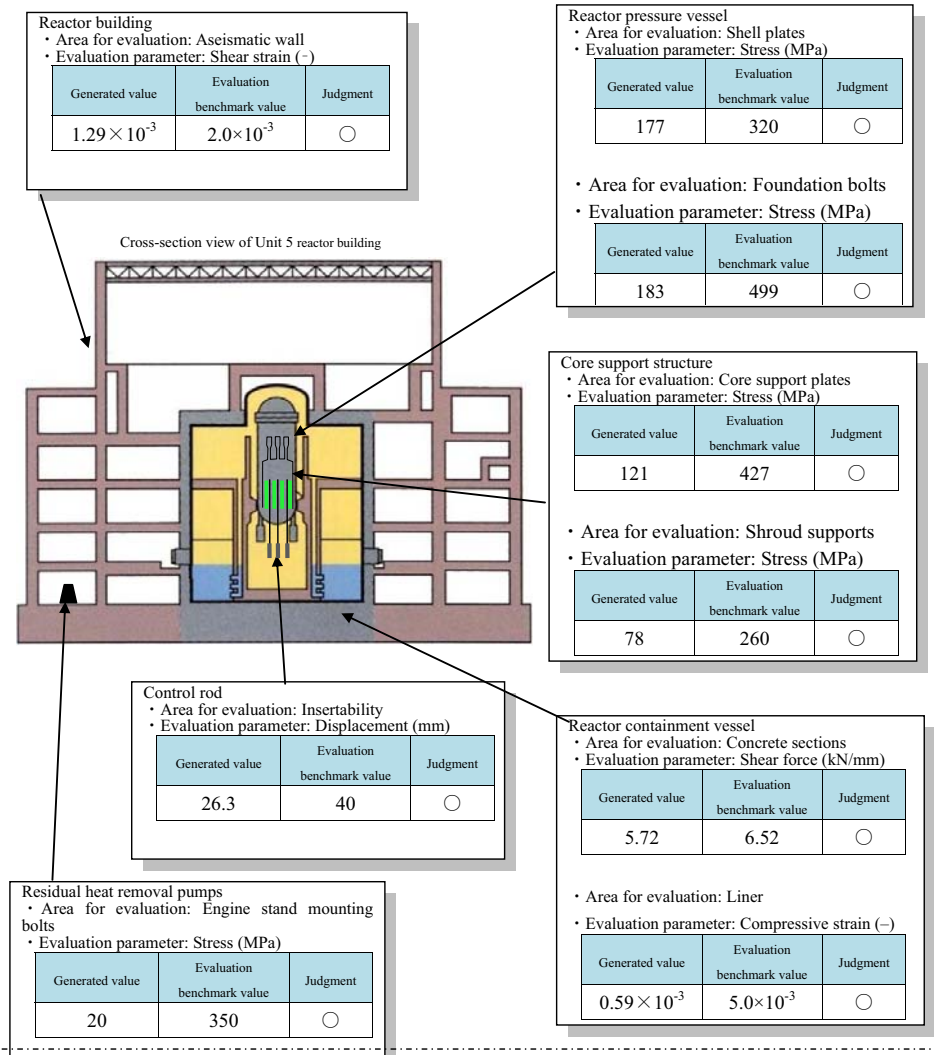 Reactor building
・Area for evaluation: Aseismatic wall
・Evaluation parameter: Shear strain (-)
Generated value
Evaluation
benchmark value
Judgment
1.29×10-3
2.0×10-3
○
Reactor pressure vessel
・Area for evaluation: Shell plates
・Evaluation parameter: Stress (MPa)
Generated value
Evaluation
benchmark value
Judgment
177
320
○
・Area for evaluation: Foundation bolts
・Evaluation parameter: Stress (MPa)
Generated value
Evaluation
benchmark value
Judgment
183
499
○
Cross-section view of Unit 5 reactor building
Core support structure
・Area for evaluation: Core support plates
・Evaluation parameter: Stress (MPa)
Generated value
Evaluation
benchmark value
Judgment
121
427
○
・Area for evaluation: Shroud supports
・Evaluation parameter: Stress (MPa)
Generated value
Evaluation
benchmark value
Judgment
78
260
○
Control rod
・Area for evaluation: Insertability
・Evaluation parameter: Displacement (mm)
Generated value
Evaluation
benchmark value
Judgment
26.3
40
○
Reactor containment vessel
・Area for evaluation: Concrete sections
・Evaluation parameter: Shear force (kN/mm)
Generated value
Evaluation
benchmark value
Judgment
5.72
6.52
○
・Area for evaluation: Liner
・Evaluation parameter: Compressive strain (–)
Generated value
Evaluation
benchmark value
Judgment
0.59×10-3
5.0×10-3
○
Residual heat removal pumps
・Area for evaluation: Engine stand mounting
bolts
・Evaluation parameter: Stress (MPa)
Generated value
Evaluation
benchmark value
Judgment
20
350
○